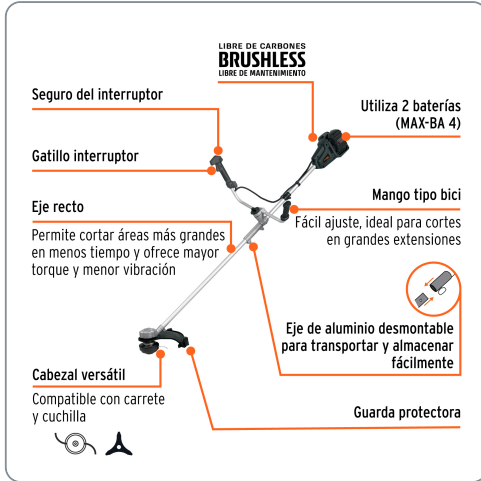 LIBRE DE CARBONES
BRUSHLESS
LIBRE DE MANTENIMIENTO
Seguro del interruptor
Utiliza 2 baterías
(MAX-BA 4)
Gatillo interruptor
Mango tipo bici
Fácil ajuste, ideal para cortes
en grandes extensiones
Eje recto
Permite cortar áreas más grandes
en menos tiempo y ofrece mayor
torque y menor vibración
Eje de aluminio desmontable
para transportar y almacenar
fácilmente
Cabezal versátil
Compatible con carrete
y cuchilla
Guarda protectora